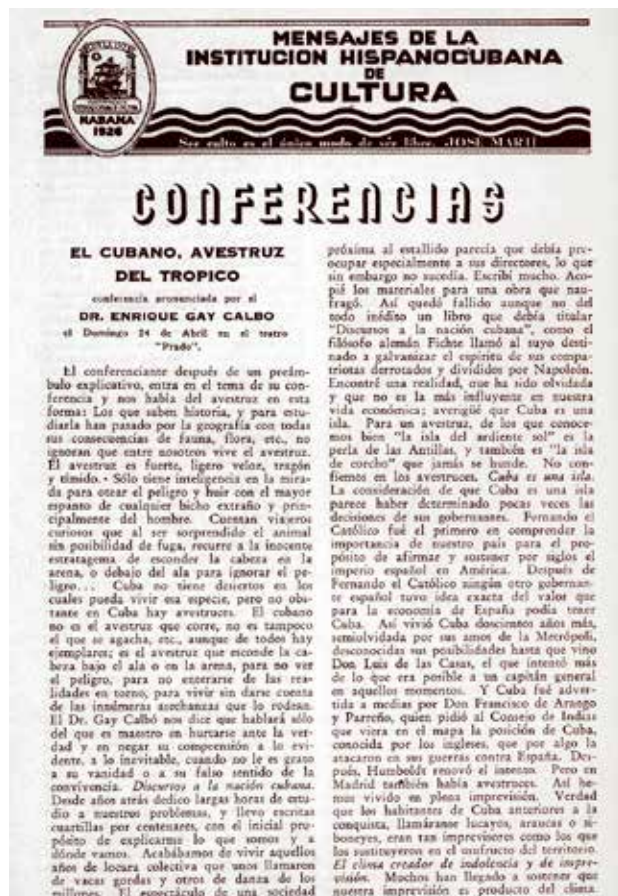 MENSAJES DE LA
INSTITUCION HISPANOCUBANA
DE
CULTURA
HABANA
1926
Ser culto es el único modo de ser libre. JOSE MARTI
CONFERENCIAS
EL CUBANO, AVESTRUZ
DEL TROPICO
conferencia pronunciada por el
DR. ENRIQUE GAY CALBO
el Domingo 24 de Abril en el teatro
"Prado".
El conferenciante después de un preám-
bulo explicativo, entra en el tema de su con-
ferencia y nos habla del avestruz en esta
forma: Los que saben historia, y para estu-
diarla han pasado por la geografía con todas
sus consecuencias de fauna, flora, etc., no
ignoran que entre nosotros vive el avestruz.
El avestruz es fuerte, ligero veloz, tragón
y tímido. Sólo tiene inteligencia en la mira-
da para otear el peligro y huir con el mayor
espanto de cualquier bicho extraño y prin-
cipalmente del hombre. Cuentan viajeros
curiosos que al ser sorprendido el animal
sin posibilidad de fuga, recurre a la inocente
estratagema de esconder la cabeza en la
arena, o debajo del ala para ignorar el pe-
ligro... Cuba no tiene desiertos en los
cuales pueda vivir esa especie, pero no obs-
tante en Cuba hay avestruces. El cubano
no es el avestruz que corre, no es tampoco
el que se agacha, etc., aunque de todos hay
ejemplares; es el avestruz que esconde la ca-
beza bajo el ala o en la arena, para no ver
el peligro, para no enterarse de las rea-
lidades en torno, para vivir sin darse cuenta
de las innúmeras acechanzas que lo rodean.
El Dr. Gay Calbó nos dice que hablará sólo
del que es maestro en hurtarse ante la ver-
dad y en negar su comprensión a lo evi-
dente, a lo inevitable, cuando no le es grato
a su vanidad o a su falso sentido de la
convivencia. Discursos a la nación cubana.
Desde años atrás dedico largas horas de estu-
dio a nuestros problemas, y llevo escritas
cuartillas por centenares, con el inicial pro-
pósito de explicarme lo que somos y a
dónde vamos. Acabábamos de vivir aquellos
años de locura colectiva que unos llamaron
de vacas gordas y otros de danza de los
millones. El espectáculo de una sociedad
próxima al estallido parecía que debía pre-
ocupar especialmente a sus directores, lo que
sin embargo no sucedía. Escribí mucho. Aco-
pié los materiales para una obra que nau-
fragó. Así quedó fallido aunque no del
todo inédito un libro que debía titular
"Discursos a la nación cubana", como el
filósofo alemán Fichte llamó al suyo desti-
nado a galvanizar el espíritu de sus compa-
triotas derrotados y divididos por Napoleón.
Encontré una realidad, que ha sido olvidada
y que no es la más influyente en nuestra
vida económica; averigüé que Cuba es una
isla. Para un avestruz, de los que conoce-
mos bien "la isla del ardiente sol" es la
perla de las Antillas, y también es "la isla
de corcho" que jamás se hunde. No con-
fiemos en los avestruces. Cuba es una isla.
La consideración de que Cuba es una isla
parece haber determinado pocas veces las
decisiones de sus gobernantes. Fernando el
Católico fué el primero en comprender la
importancia de nuestro país para el pro-
pósito de afirmar y sostener por siglos el
imperio español en América. Después de
Fernando el Católico ningún otro gobernan-
te español tuvo idea exacta del valor que
para la economía de España podía tener
Cuba. Así vivió Cuba doscientos años más,
semiolvidada por sus amos de la Metrópoli,
desconocidas sus posibilidades hasta que vino
Don Luis de las Casas, el que intentó más
de lo que era posible a un capitán general
en aquellos momentos. Y Cuba fué adver-
tida a medias por Don Francisco de Arango
y Parreño, quien pidió al Consejo de Indias
que viera en el mapa la posición de Cuba,
conocida por los ingleses, que por algo la
atacaron en sus guerras contra España. Des-
pués, Humboldt renovó el intento. Pero en
Madrid también había avestruces. Así he-
mos vivido en plena imprevisión. Verdad
que los habitantes de Cuba anteriores a la
conquista, llamáranse lucayos, araucas o si-
boneyes, eran tan imprevisores como los que
los sustituyeron en el usufructo del territorio.
El clima creador de indolencia y de impre-
visión. Muchos han llegado a sostener que
nuestra imprevisión es producto del clima.